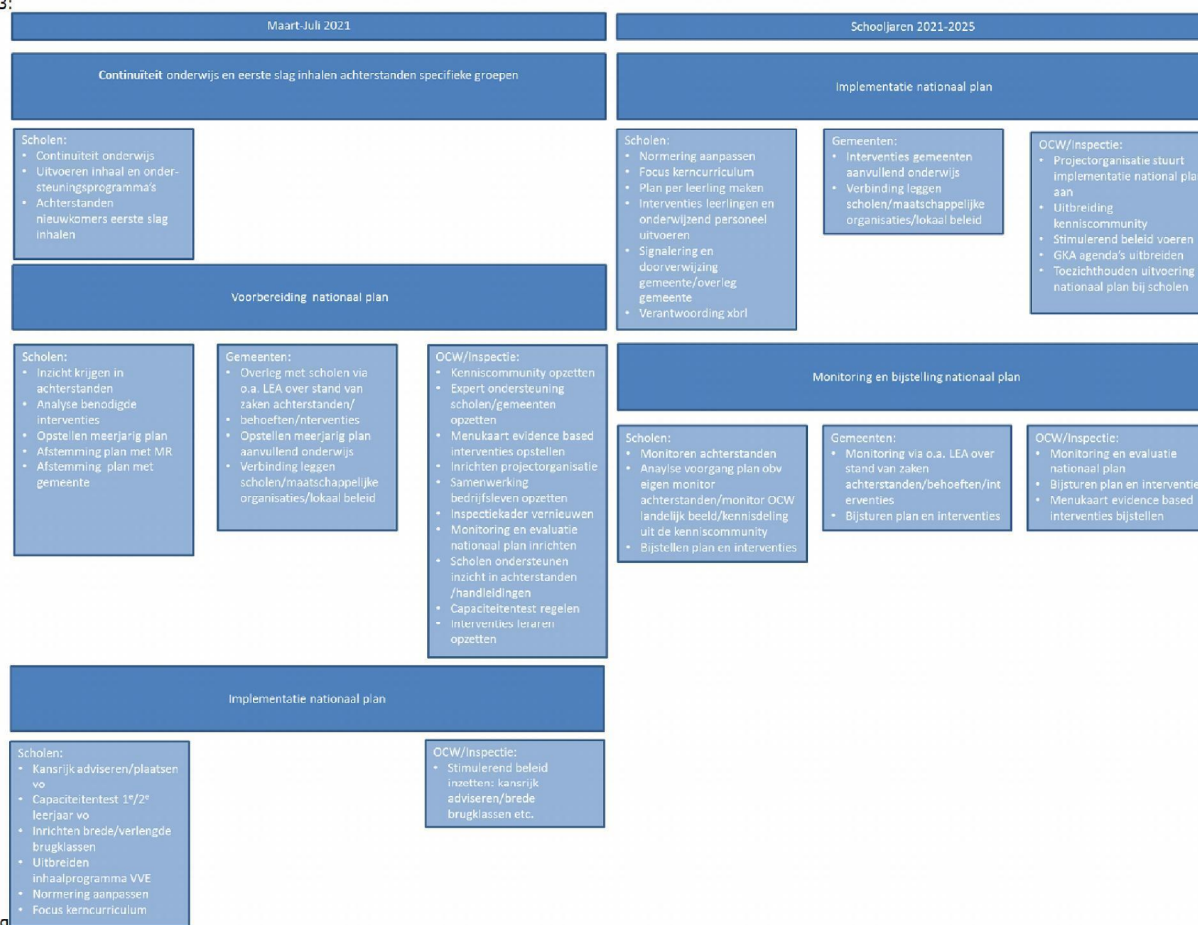 3:
Maart-Juli 2021
Continuïteit onderwijs en eerste slag inhalen achterstanden specifieke groepen
Scholen:
• Continuïteit onderwijs
• Uitvoeren inhaal en onder-
steuningsprogramma's
• Achterstanden
nieuwkomers eerste slag
inhalen
Voorbereiding nationaal plan
Scholen:
• Inzicht krijgen in
achterstanden
• Analyse benodigde
interventies
• Opstellen meerjarig plan
• Afstemming plan met MR
• Afstemming plan met
gemeente
Gemeenten:
• Overleg met scholen via
o.a. LEA over stand van
zaken achterstanden/
• behoeften/nterventies
• Opstellen meerjarig plan
aanvullend onderwijs
• Verbinding leggen
scholen/maatschappelijke
organisaties/lokaal beleid
OCW/Inspectie:
• Kenniscommunity opzetten
• Expert ondersteuning
scholen/gemeenten
opzetten
• Menukaart evidence based
interventies opstellen
• Inrichten projectorganisatie
• Samenwerking
bedrijfsleven opzetten
• Inspectiekader vernieuwen
• Monitoring en evaluatie
nationaal plan inrichten
• Scholen ondersteunen
inzicht in achterstanden
/handleidingen
• Capaciteitentest regelen
• Interventies leraren
opzetten
Implementatie nationaal plan
Scholen:
• Kansrijk adviseren/plaatsen
vo
• Capaciteitentest 1e/2e
leerjaar vo
• Inrichten brede/verlengde
brugklassen
• Uitbreiden
inhaalprogramma VVE
• Normering aanpassen
• Focus kerncurriculum
OCW/Inspectie:
• Stimulerend beleid
inzetten: kansrijk
adviseren/brede
brugklassen etc.
Schooljaren 2021-2025
Implementatie nationaal plan
Scholen:
• Normering aanpassen
• Focus kerncurriculum
• Plan per leerling maken
• Interventies leerlingen en
onderwijzend personeel
uitvoeren
• Signalering en
doorverwijzing
gemeente/overleg
gemeente
• Verantwoording xbrl
Gemeenten:
• Interventies gemeenten
aanvullend onderwijs
• Verbinding leggen
scholen/maatschappelijke
organisaties/lokaal beleid
OCW/Inspectie:
• Projectorganisatie stuurt
implementatie national pla
aan
• Uitbreiding
kenniscommunity
• Stimulerend beleid voeren
• GKA agenda's uitbreiden
• Toezichthouden uitvoering
nationaal plan bij scholen
Monitoring en bijstelling nationaal plan
Scholen:
• Monitoren achterstanden
• Anaylse voorgang plan obv
eigen monitor
achterstanden/monitor OCW
landelijk beeld/kennisdeling
uit de kenniscommunity
• Bijstellen plan en interventies
Gemeenten:
• Monitoring via o.a. LEA over
stand van zaken
achterstanden/behoeften/int
erventies
• Bijsturen plan en interventies
OCW/Inspectie:
• Monitoring en evaluatie
nationaal plan
• Bijsturen plan en interventie
• Menukaart evidence based
interventies bijstellen